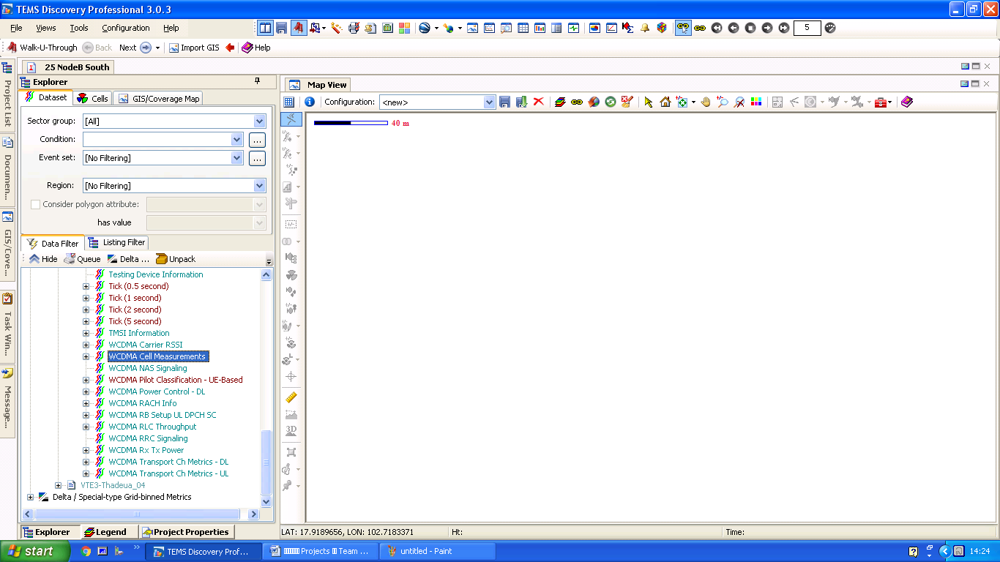 TEMS Discovery Professional 3.0.3
File Views Tools Configuration Help 5
Walk-U-Through Back Next Import GIS Help
25 NodeB South
Explorer
Map View
Dataset Cells GIS/Coverage Map
Configuration: <new>
40 m
Sector group: [All]
Condition: ...
Event set: [No Filtering] ...
Region: [No Filtering]
Consider polygon attribute:
has value
Data Filter Listing Filter
Hide Queue Delta ... Unpack
Testing Device Information
Tick (0.5 second)
Tick (1 second)
Tick (2 second)
Tick (5 second)
TMSI Information
WCDMA Carrier RSSI
WCDMA Cell Measurements
WCDMA NAS Signaling
WCDMA Pilot Classification - UE-Based
WCDMA Power Control - DL
WCDMA RACH Info
WCDMA RB Setup UL DPCH SC
WCDMA RLC Throughput
WCDMA RRC Signaling
WCDMA Rx Tx Power
WCDMA Transport Ch Metrics - DL
WCDMA Transport Ch Metrics - UL
VTE3-Thadeua_04
Delta / Special-type Grid-binned Metrics
Project List
Documen...
GIS/Cove...
Task Win...
Message...
3D
Explorer Legend Project Properties
LAT: 17.9189656, LON: 102.7183371 Ht: Time:
start TEMS Discovery Prof... Projects Team ... untitled - Paint 14:24